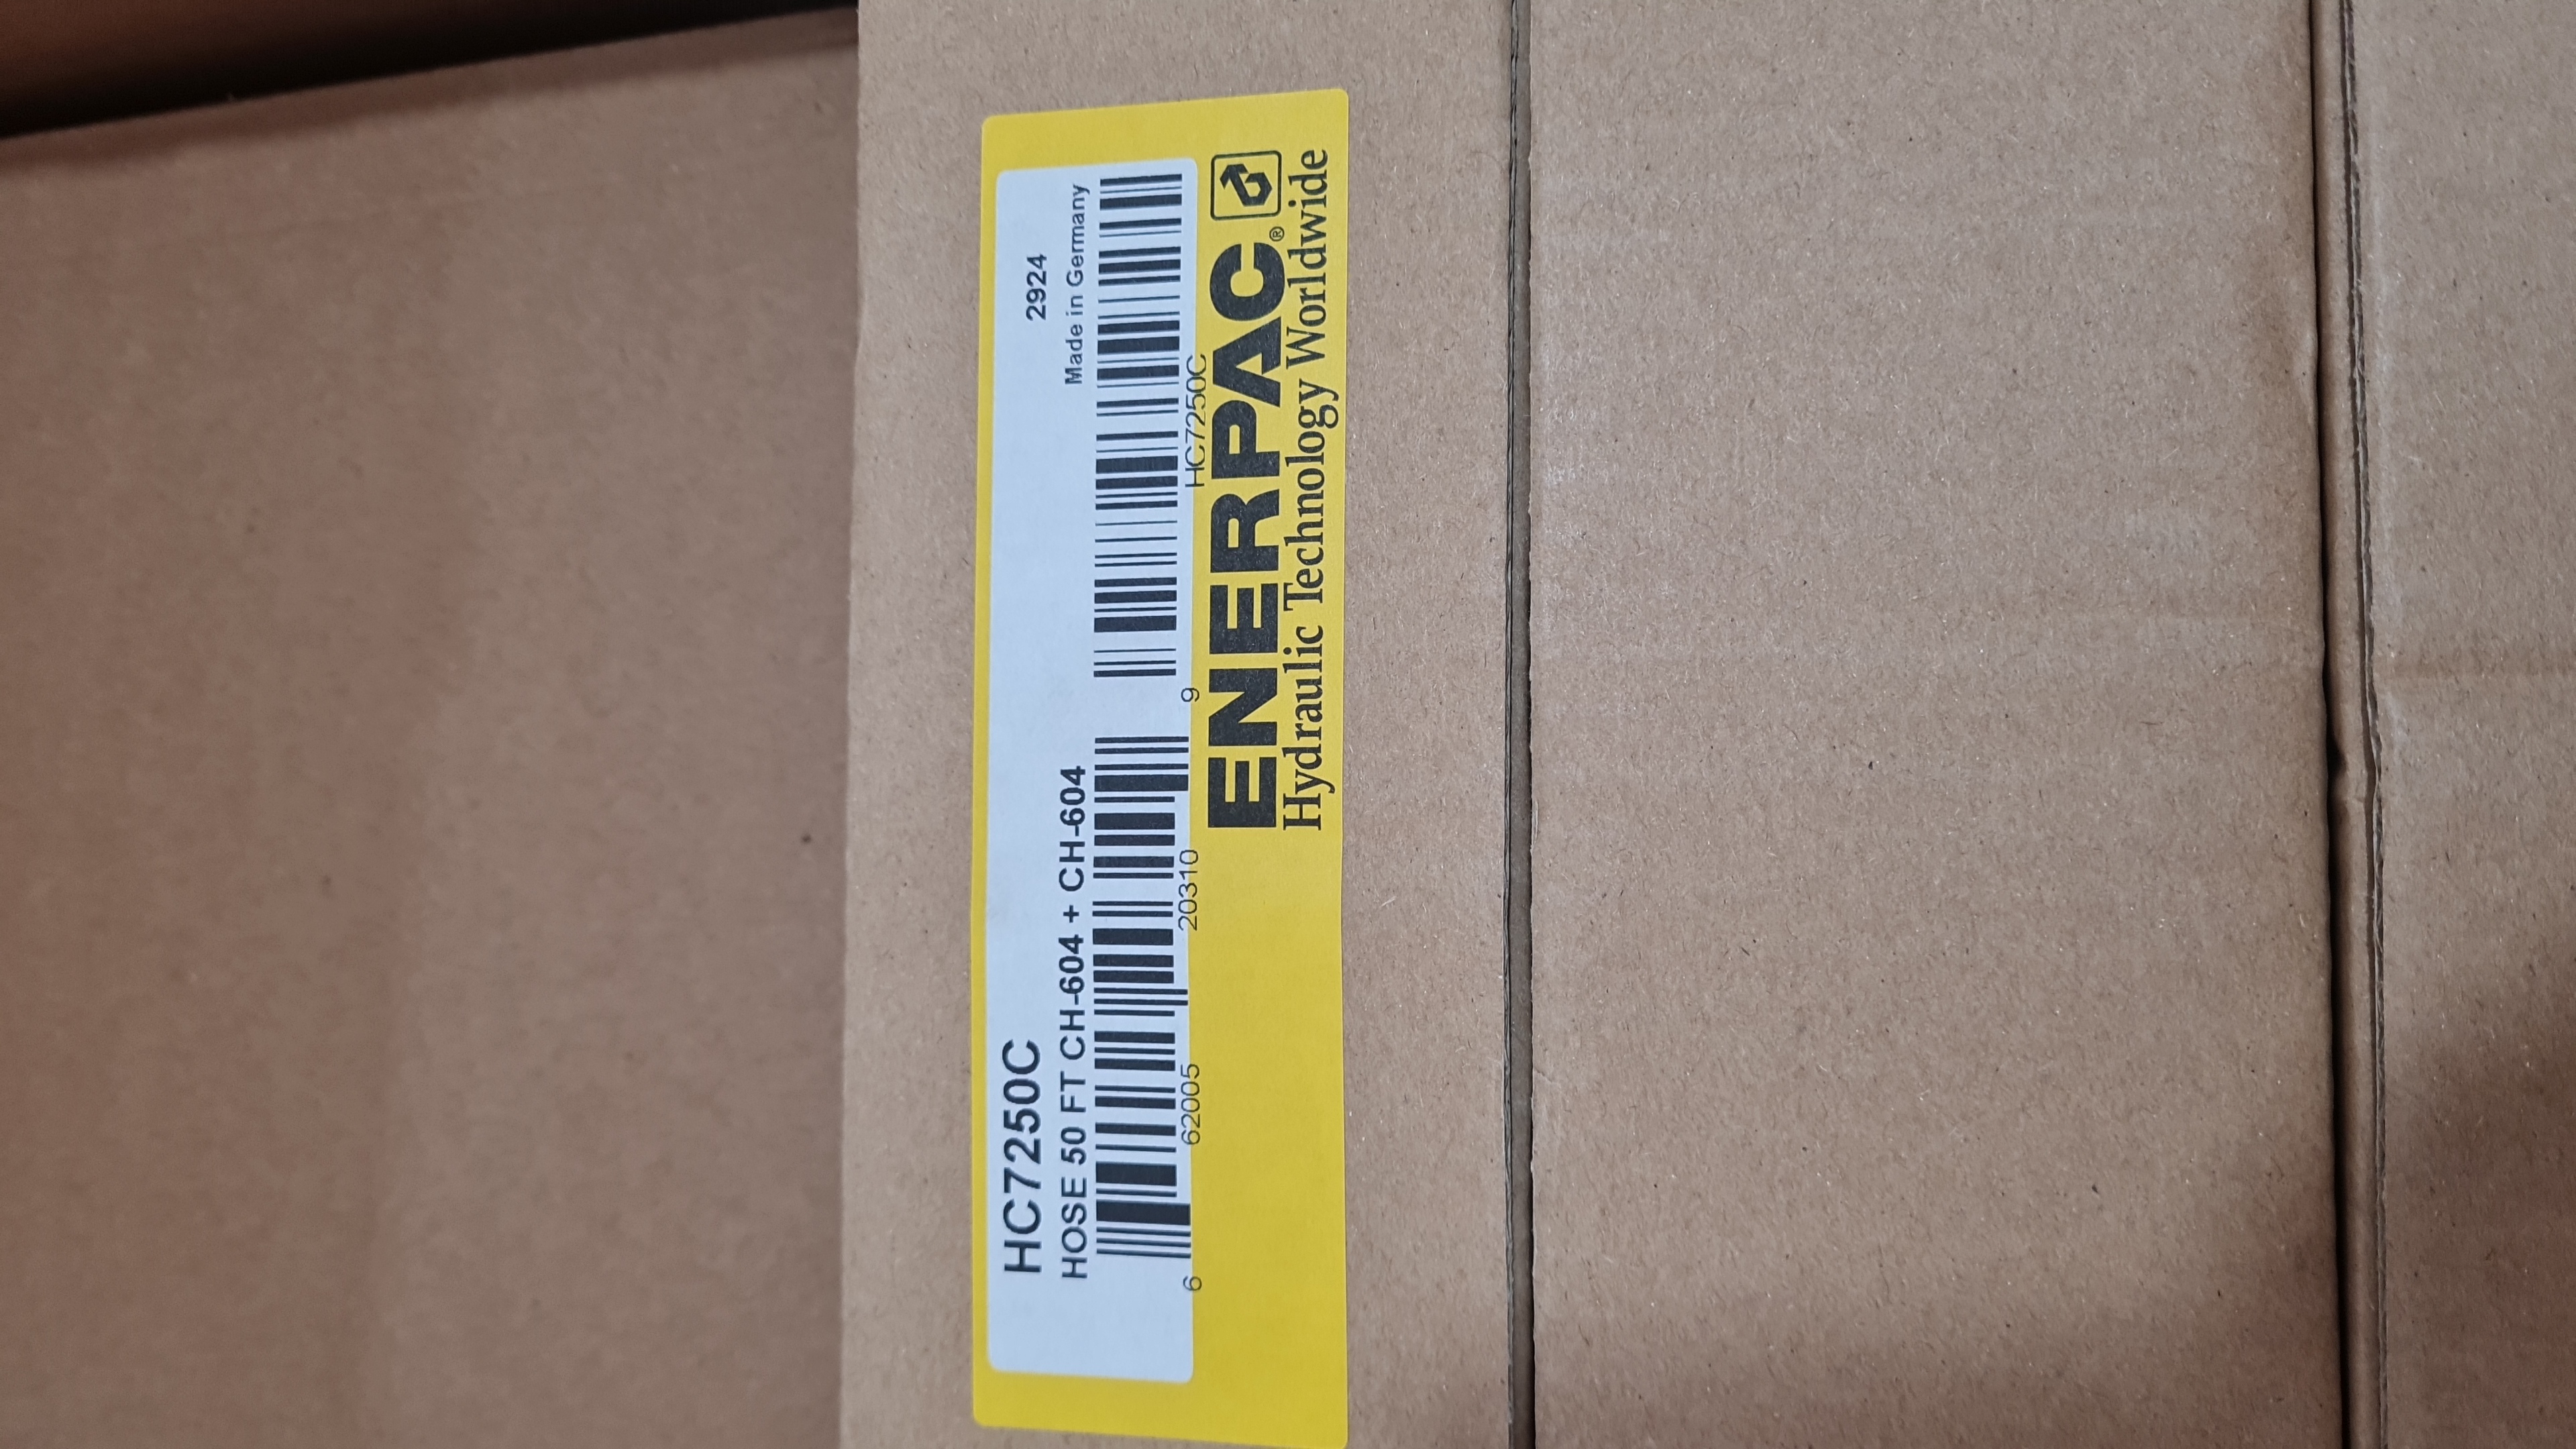 HC7250C
2924
HOSE 50 FT CH-604 + CH-604
Made in Germany
6 62005 20310 9
HC7250C
ENERPAC®
Hydraulic Technology Worldwide